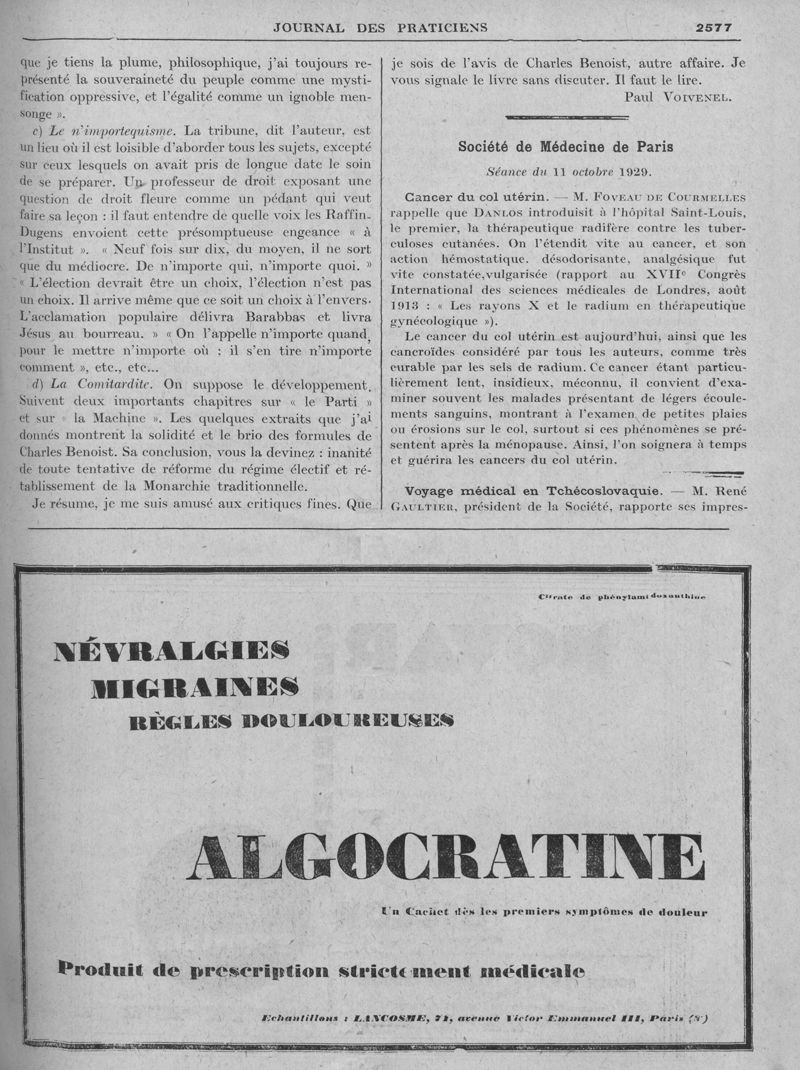 JOURNAL DES PRATICIENS
2577
que je tiens la plume, philosophique, j'ai toujours re-
présenté la souveraineté du peuple comme une mysti-
fication oppressive, et l'égalité comme un ignoble men-
songe ».
c) Le n'importequisme. La tribune, dit l'auteur, est
un lieu où il est loisible d'aborder tous les sujets, excepté
sur ceux lesquels on avait pris de longue date le soin
de se préparer. Un professeur de droit exposant une
question de droit fleure comme un pédant qui veut
faire sa leçon : il faut entendre de quelle voix les Raffin-
Dugens envoient cette présomptueuse engeance « à
l'Institut ». « Neuf fois sur dix, du moyen, il ne sort
que du médiocre. De n'importe qui, n'importe quoi. »
« L'élection devrait être un choix, l'élection n'est pas
un choix. Il arrive même que ce soit un choix à l'envers.
L'acclamation populaire délivra Barabbas et livra
Jésus au bourreau. » « On l'appelle n'importe quand,
pour le mettre n'importe où : il s'en tire n'importe
comment », etc., etc...
d) La Comitardite. On suppose le développement.
Suivent deux importants chapitres sur « le Parti »
et sur « la Machine ». Les quelques extraits que j'ai
donnés montrent la solidité et le brio des formules de
Charles Benoist. Sa conclusion, vous la devinez : inanité
de toute tentative de réforme du régime électif et ré-
tablissement de la Monarchie traditionnelle.
Je résume, je me suis amusé aux critiques fines. Que
je sois de l'avis de Charles Benoist, autre affaire. Je
vous signale le livre sans discuter. Il faut le lire.
Paul VOIVENEL.
Société de Médecine de Paris
Séance du 11 octobre 1929.
Cancer du col utérin. — M. FOVEAU DE COURMELLES
rappelle que DANLOS introduisit à l'hôpital Saint-Louis,
le premier, la thérapeutique radifère contre les tuber-
culoses cutanées. On l'étendit vite au cancer, et son
action hémostatique, désodorisante, analgésique fut
vite constatée, vulgarisée (rapport au XVIIe Congrès
International des sciences médicales de Londres, août
1913 : « Les rayons X et le radium en thérapeutique
gynécologique »).
Le cancer du col utérin est aujourd'hui, ainsi que les
cancroïdes considéré par tous les auteurs, comme très
curable par les sels de radium. Ce cancer étant particu-
lièrement lent, insidieux, méconnu, il convient d'exa-
miner souvent les malades présentant de légers écoule-
ments sanguins, montrant à l'examen de petites plaies
ou érosions sur le col, surtout si ces phénomènes se pré-
sentent après la ménopause. Ainsi, l'on soignera à temps
et guérira les cancers du col utérin.
Voyage médical en Tchécoslovaquie. — M. René
GAULTIER, président de la Société, rapporte ses impres-
Citrate de phénylamidoxanthine
NÉVRALGIES
MIGRAINES
RÈGLES DOULOUREUSES
ALGOCRATINE
Un Cachet dès les premiers symptômes de douleur
Produit de prescription strictement médicale
Echantillons : LANCOSME, 71, avenue Victor Emmanuel III, Paris (8e)